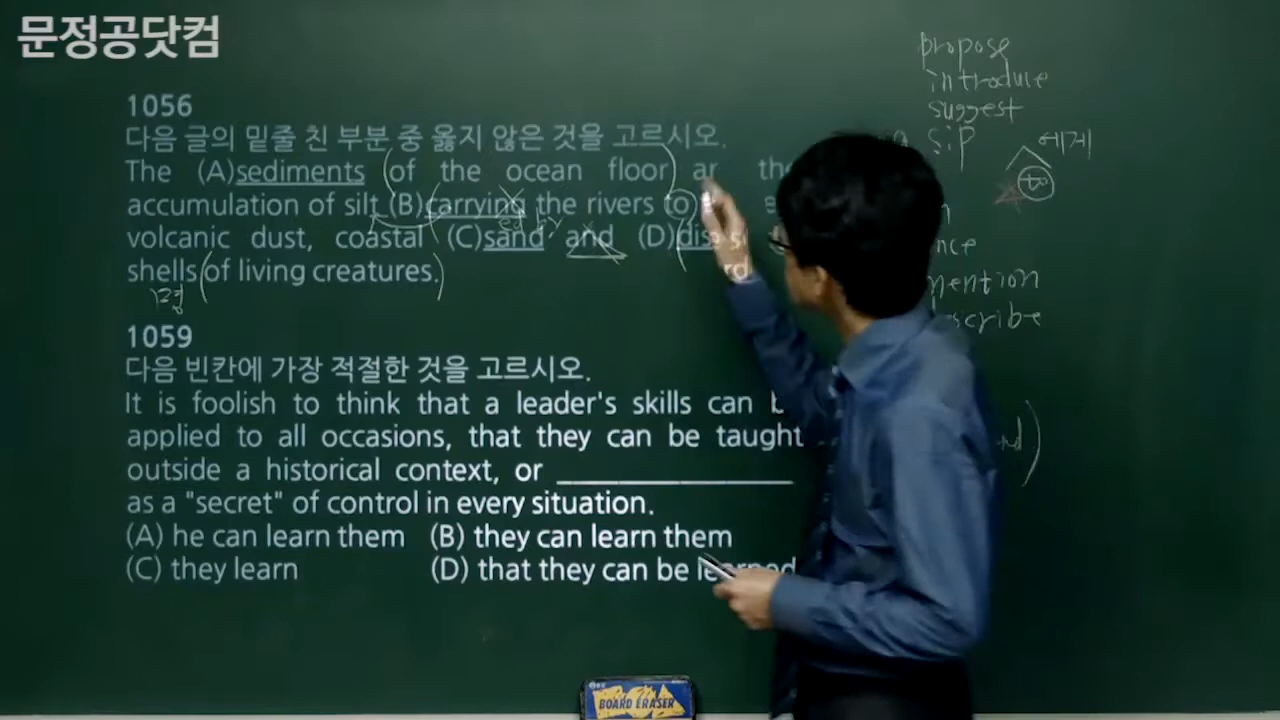 문정공닷컴
propose
introduce
suggest
에게
to
mention
1056
다음 글의 밑줄 친 부분 중 옳지 않은 것을 고르시오.
The (A)sediments of the ocean floor
accumulation of silt (B)carrying the rivers to
ed by
volcanic dust, coastal (C)sand and (D)
shells of living creatures.
1059
다음 빈칸에 가장 적절한 것을 고르시오.
It is foolish to think that a leader's skills can
applied to all occasions, that they can be taught
outside a historical context, or ____________
as a "secret" of control in every situation.
(A) he can learn them (B) they can learn them
(C) they learn (D) that they can be learned
BOARD ERASER